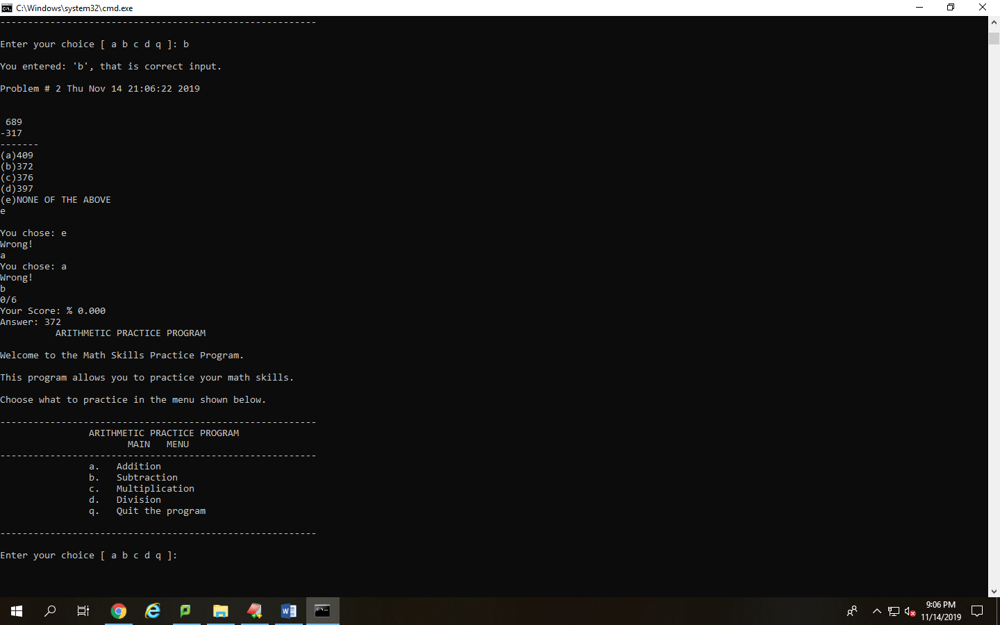 C:\Windows\system32\cmd.exe
---------------------------------------------------------
Enter your choice [ a b c d q ]: b
You entered: 'b', that is correct input.
Problem # 2 Thu Nov 14 21:06:22 2019
 689
-317
-------
(a)409
(b)372
(c)376
(d)397
(e)NONE OF THE ABOVE
e
You chose: e
Wrong!
a
You chose: a
Wrong!
b
0/6
Your Score: % 0.000
Answer: 372
ARITHMETIC PRACTICE PROGRAM
Welcome to the Math Skills Practice Program.
This program allows you to practice your math skills.
Choose what to practice in the menu shown below.
---------------------------------------------------------
ARITHMETIC PRACTICE PROGRAM
MAIN   MENU
---------------------------------------------------------
a.   Addition
b.   Subtraction
c.   Multiplication
d.   Division
q.   Quit the program
---------------------------------------------------------
Enter your choice [ a b c d q ]:
9:06 PM
11/14/2019